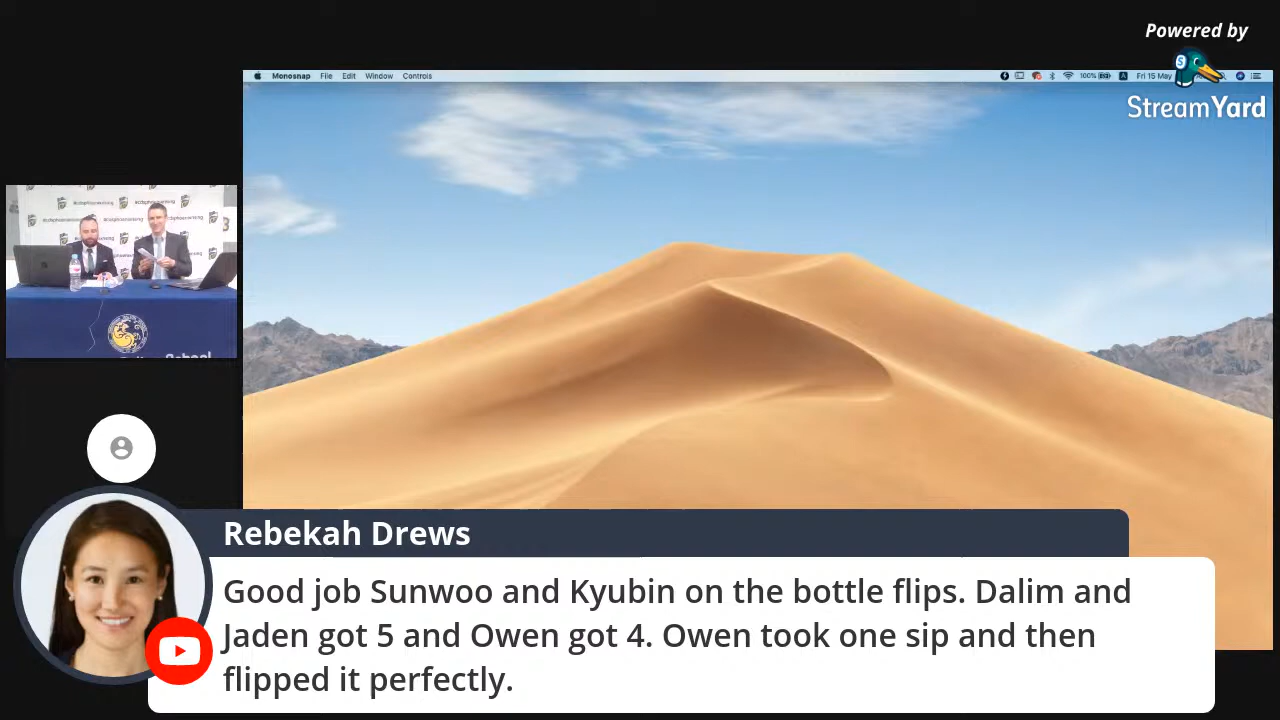 Powered by
Monosnap File Edit Window Controls
100%
Fri 15 May
StreamYard
Rebekah Drews
Good job Sunwoo and Kyubin on the bottle flips. Dalim and
Jaden got 5 and Owen got 4. Owen took one sip and then
flipped it perfectly.